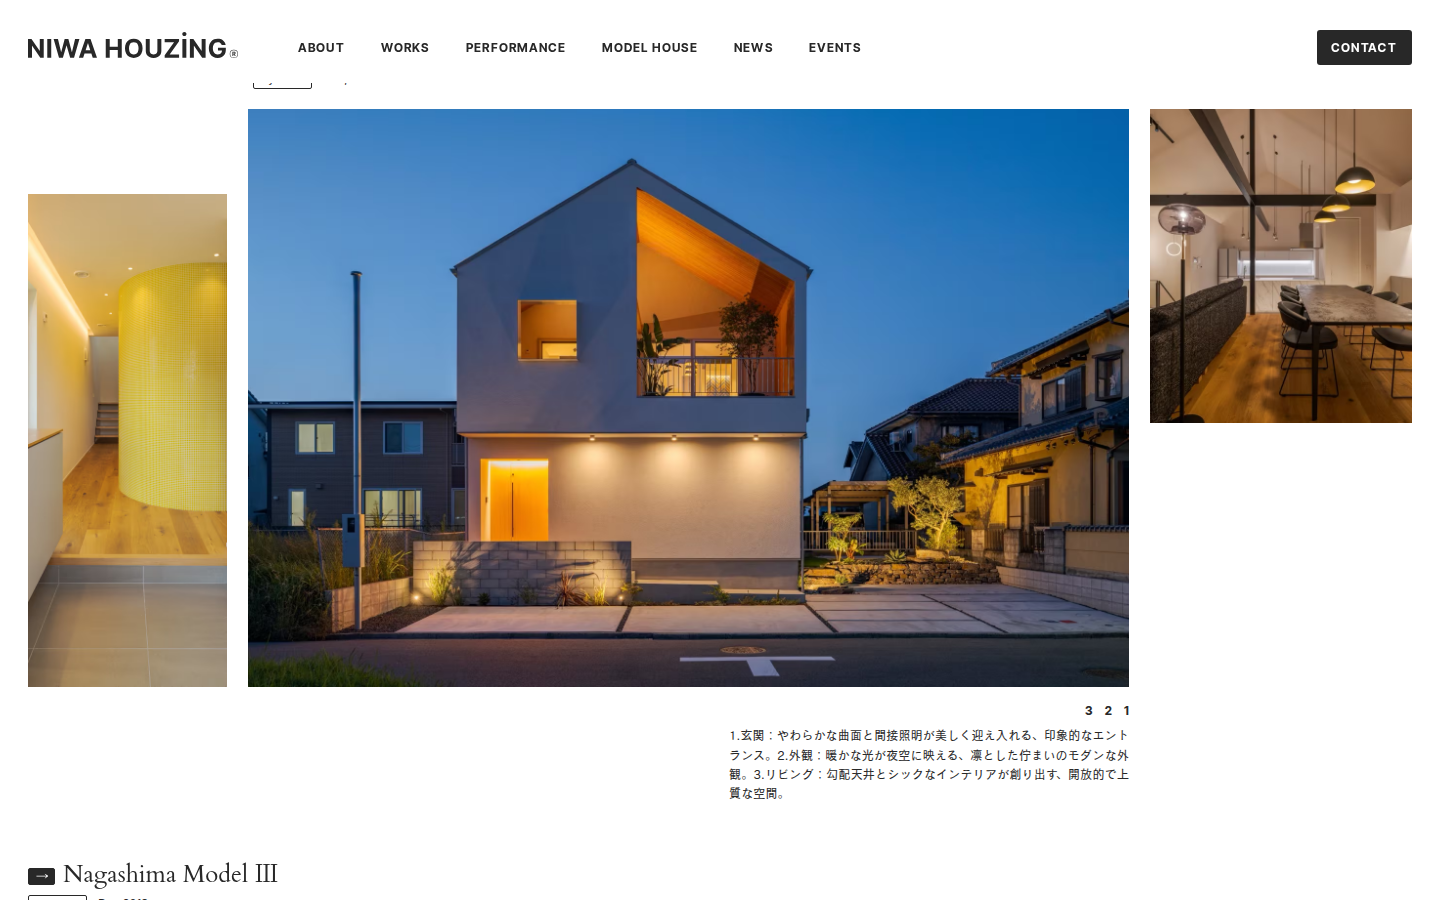 NIWA HOUZING®
ABOUT
WORKS
PERFORMANCE
MODEL HOUSE
NEWS
EVENTS
CONTACT
3 2 1
1.玄関：やわらかな曲面と間接照明が美しく迎え入れる、印象的なエント
ランス。2.外観：暖かな光が夜空に映える、凛とした佇まいのモダンな外
観。3.リビング：勾配天井とシックなインテリアが創り出す、開放的で上
質な空間。
→ Nagashima Model III